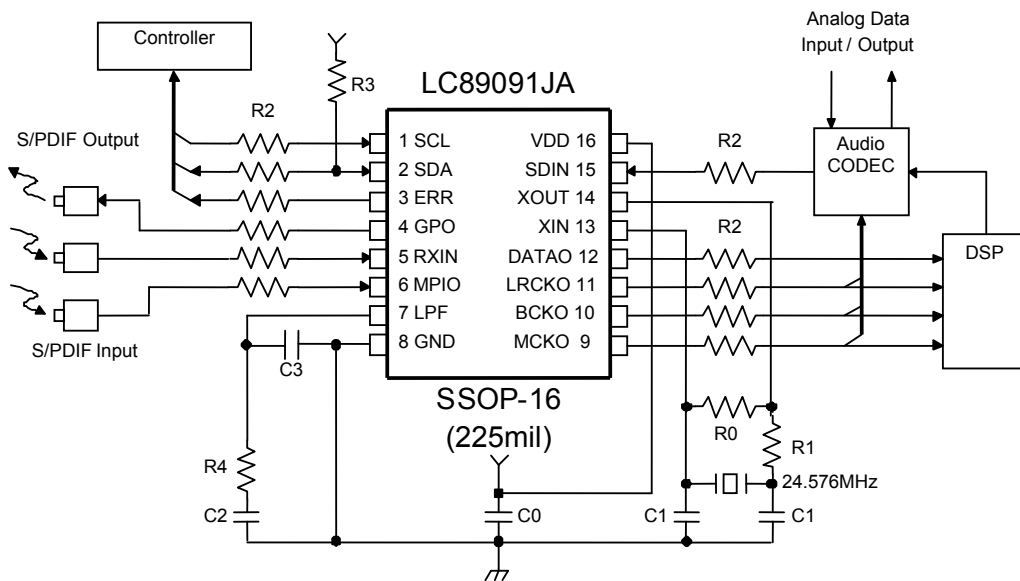 Controller
Analog Data
Input / Output
R3
LC89091JA
R2
S/PDIF Output
S/PDIF Input
1 SCL
2 SDA
3 ERR
4 GPO
5 RXIN
6 MPIO
7 LPF
8 GND
VDD 16
SDIN 15
XOUT 14
XIN 13
DATAO 12
LRCKO 11
BCKO 10
MCKO 9
R2
Audio
CODEC
R2
DSP
C3
SSOP-16
(225mil)
R0
R1
R4
24.576MHz
C2
C0
C1
C1